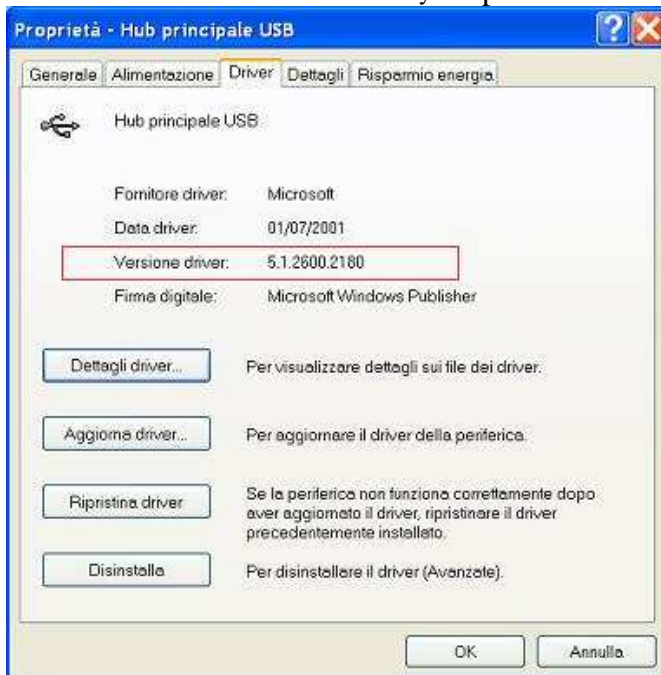 Proprietà - Hub principale USB
Generale Alimentazione Driver Dettagli Risparmio energia
Hub principale USB
Fornitore driver: Microsoft
Data driver: 01/07/2001
Versione driver: 5.1.2600.2180
Firma digitale: Microsoft Windows Publisher
Dettagli driver... Per visualizzare dettagli sui file dei driver.
Aggiorna driver... Per aggiornare il driver della periferica.
Ripristina driver Se la periferica non funziona correttamente dopo
aver aggiornato il driver, ripristinare il driver
precedentemente installato.
Disinstalla Per disinstallare il driver (Avanzate).
OK Annulla